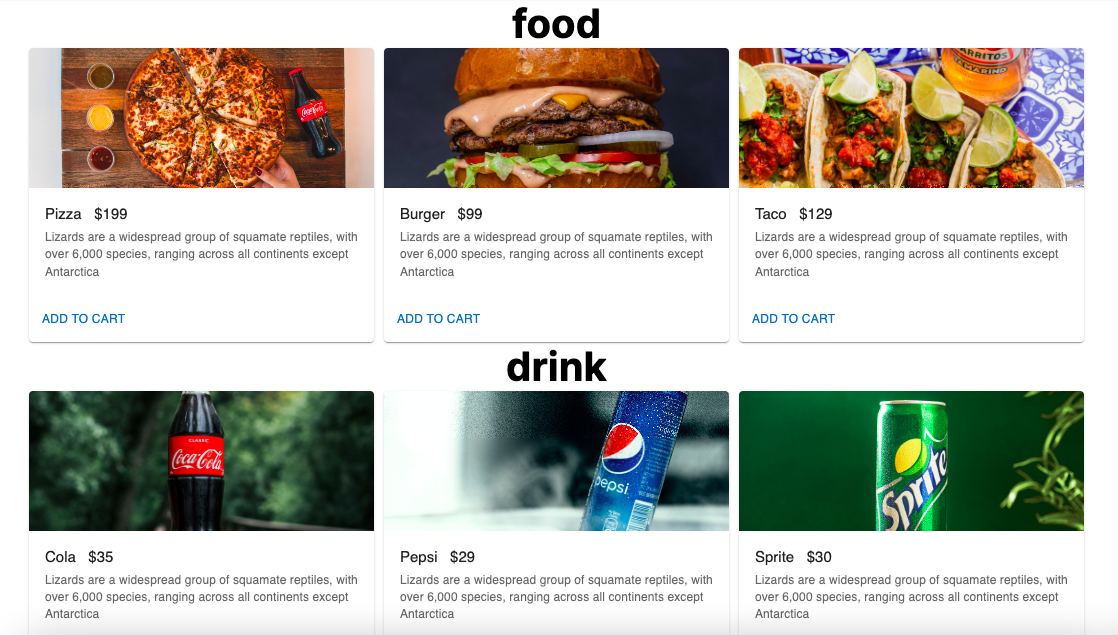 food
Coca-Cola
ARRITOS
AMARINO
Pizza $199
Lizards are a widespread group of squamate reptiles, with
over 6,000 species, ranging across all continents except
Antarctica
ADD TO CART
Burger $99
Lizards are a widespread group of squamate reptiles, with
over 6,000 species, ranging across all continents except
Antarctica
ADD TO CART
Taco $129
Lizards are a widespread group of squamate reptiles, with
over 6,000 species, ranging across all continents except
Antarctica
ADD TO CART
drink
CLASSIC
Coca-Cola
pepsi
Sprite
Cola $35
Lizards are a widespread group of squamate reptiles, with
over 6,000 species, ranging across all continents except
Antarctica
Pepsi $29
Lizards are a widespread group of squamate reptiles, with
over 6,000 species, ranging across all continents except
Antarctica
Sprite $30
Lizards are a widespread group of squamate reptiles, with
over 6,000 species, ranging across all continents except
Antarctica